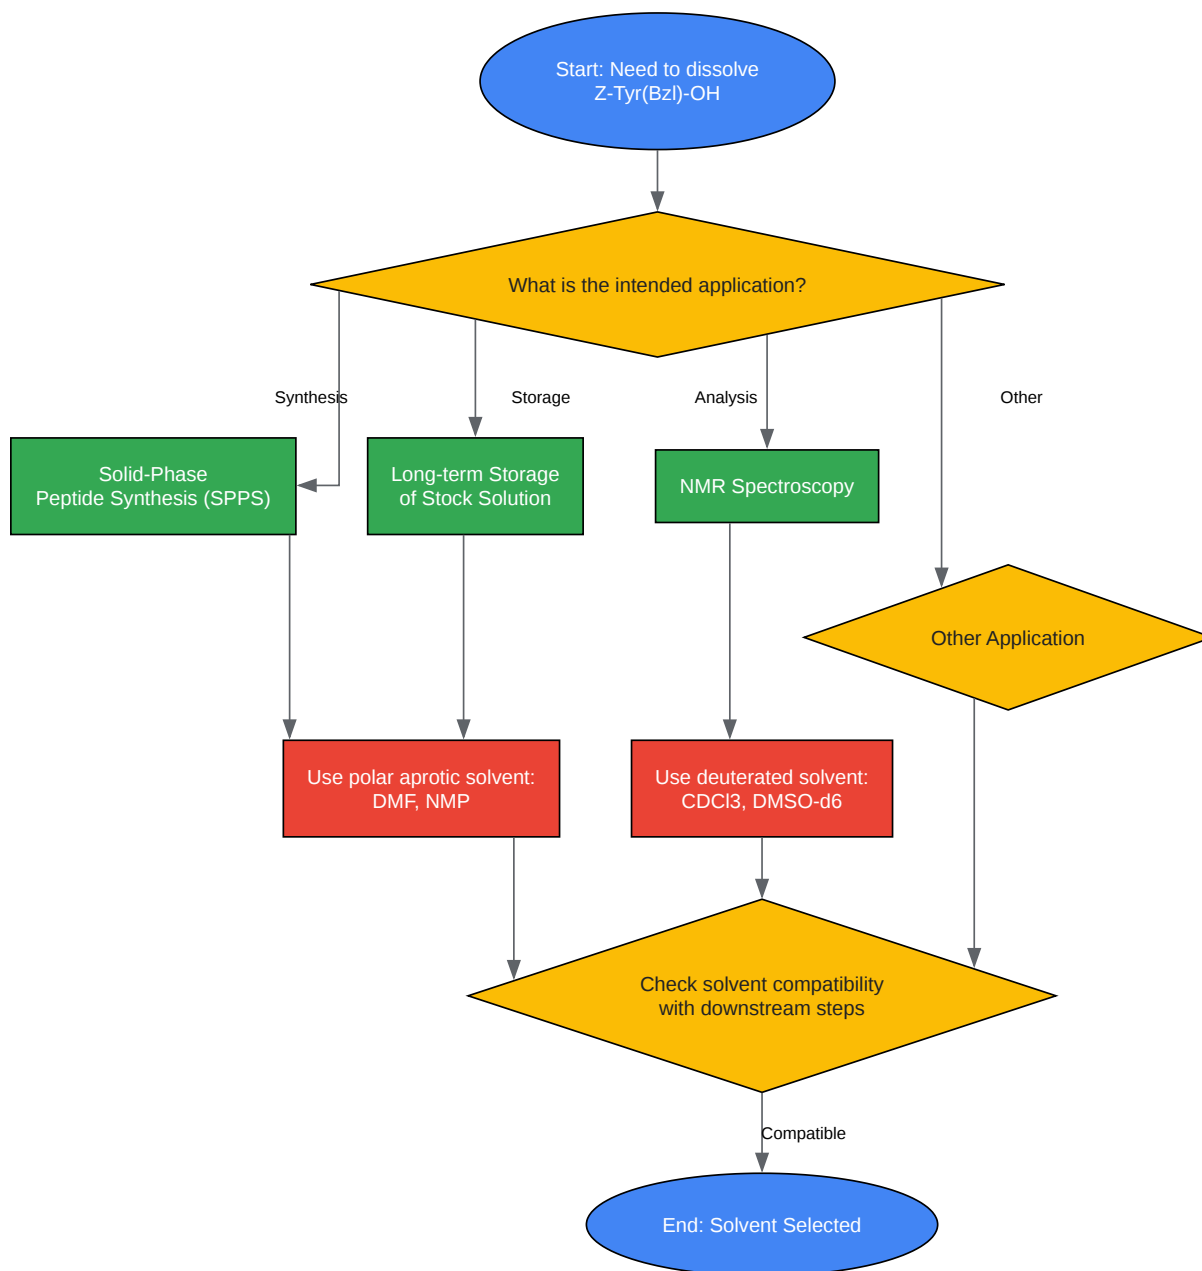 Start: Need to dissolve
Z-Tyr(Bzl)-OH
What is the intended application?
Synthesis
Storage
Analysis
Other
Solid-Phase
Peptide Synthesis (SPPS)
Long-term Storage
of Stock Solution
NMR Spectroscopy
Other Application
Use polar aprotic solvent:
DMF, NMP
Use deuterated solvent:
CDCl3, DMSO-d6
Check solvent compatibility
with downstream steps
Compatible
End: Solvent Selected